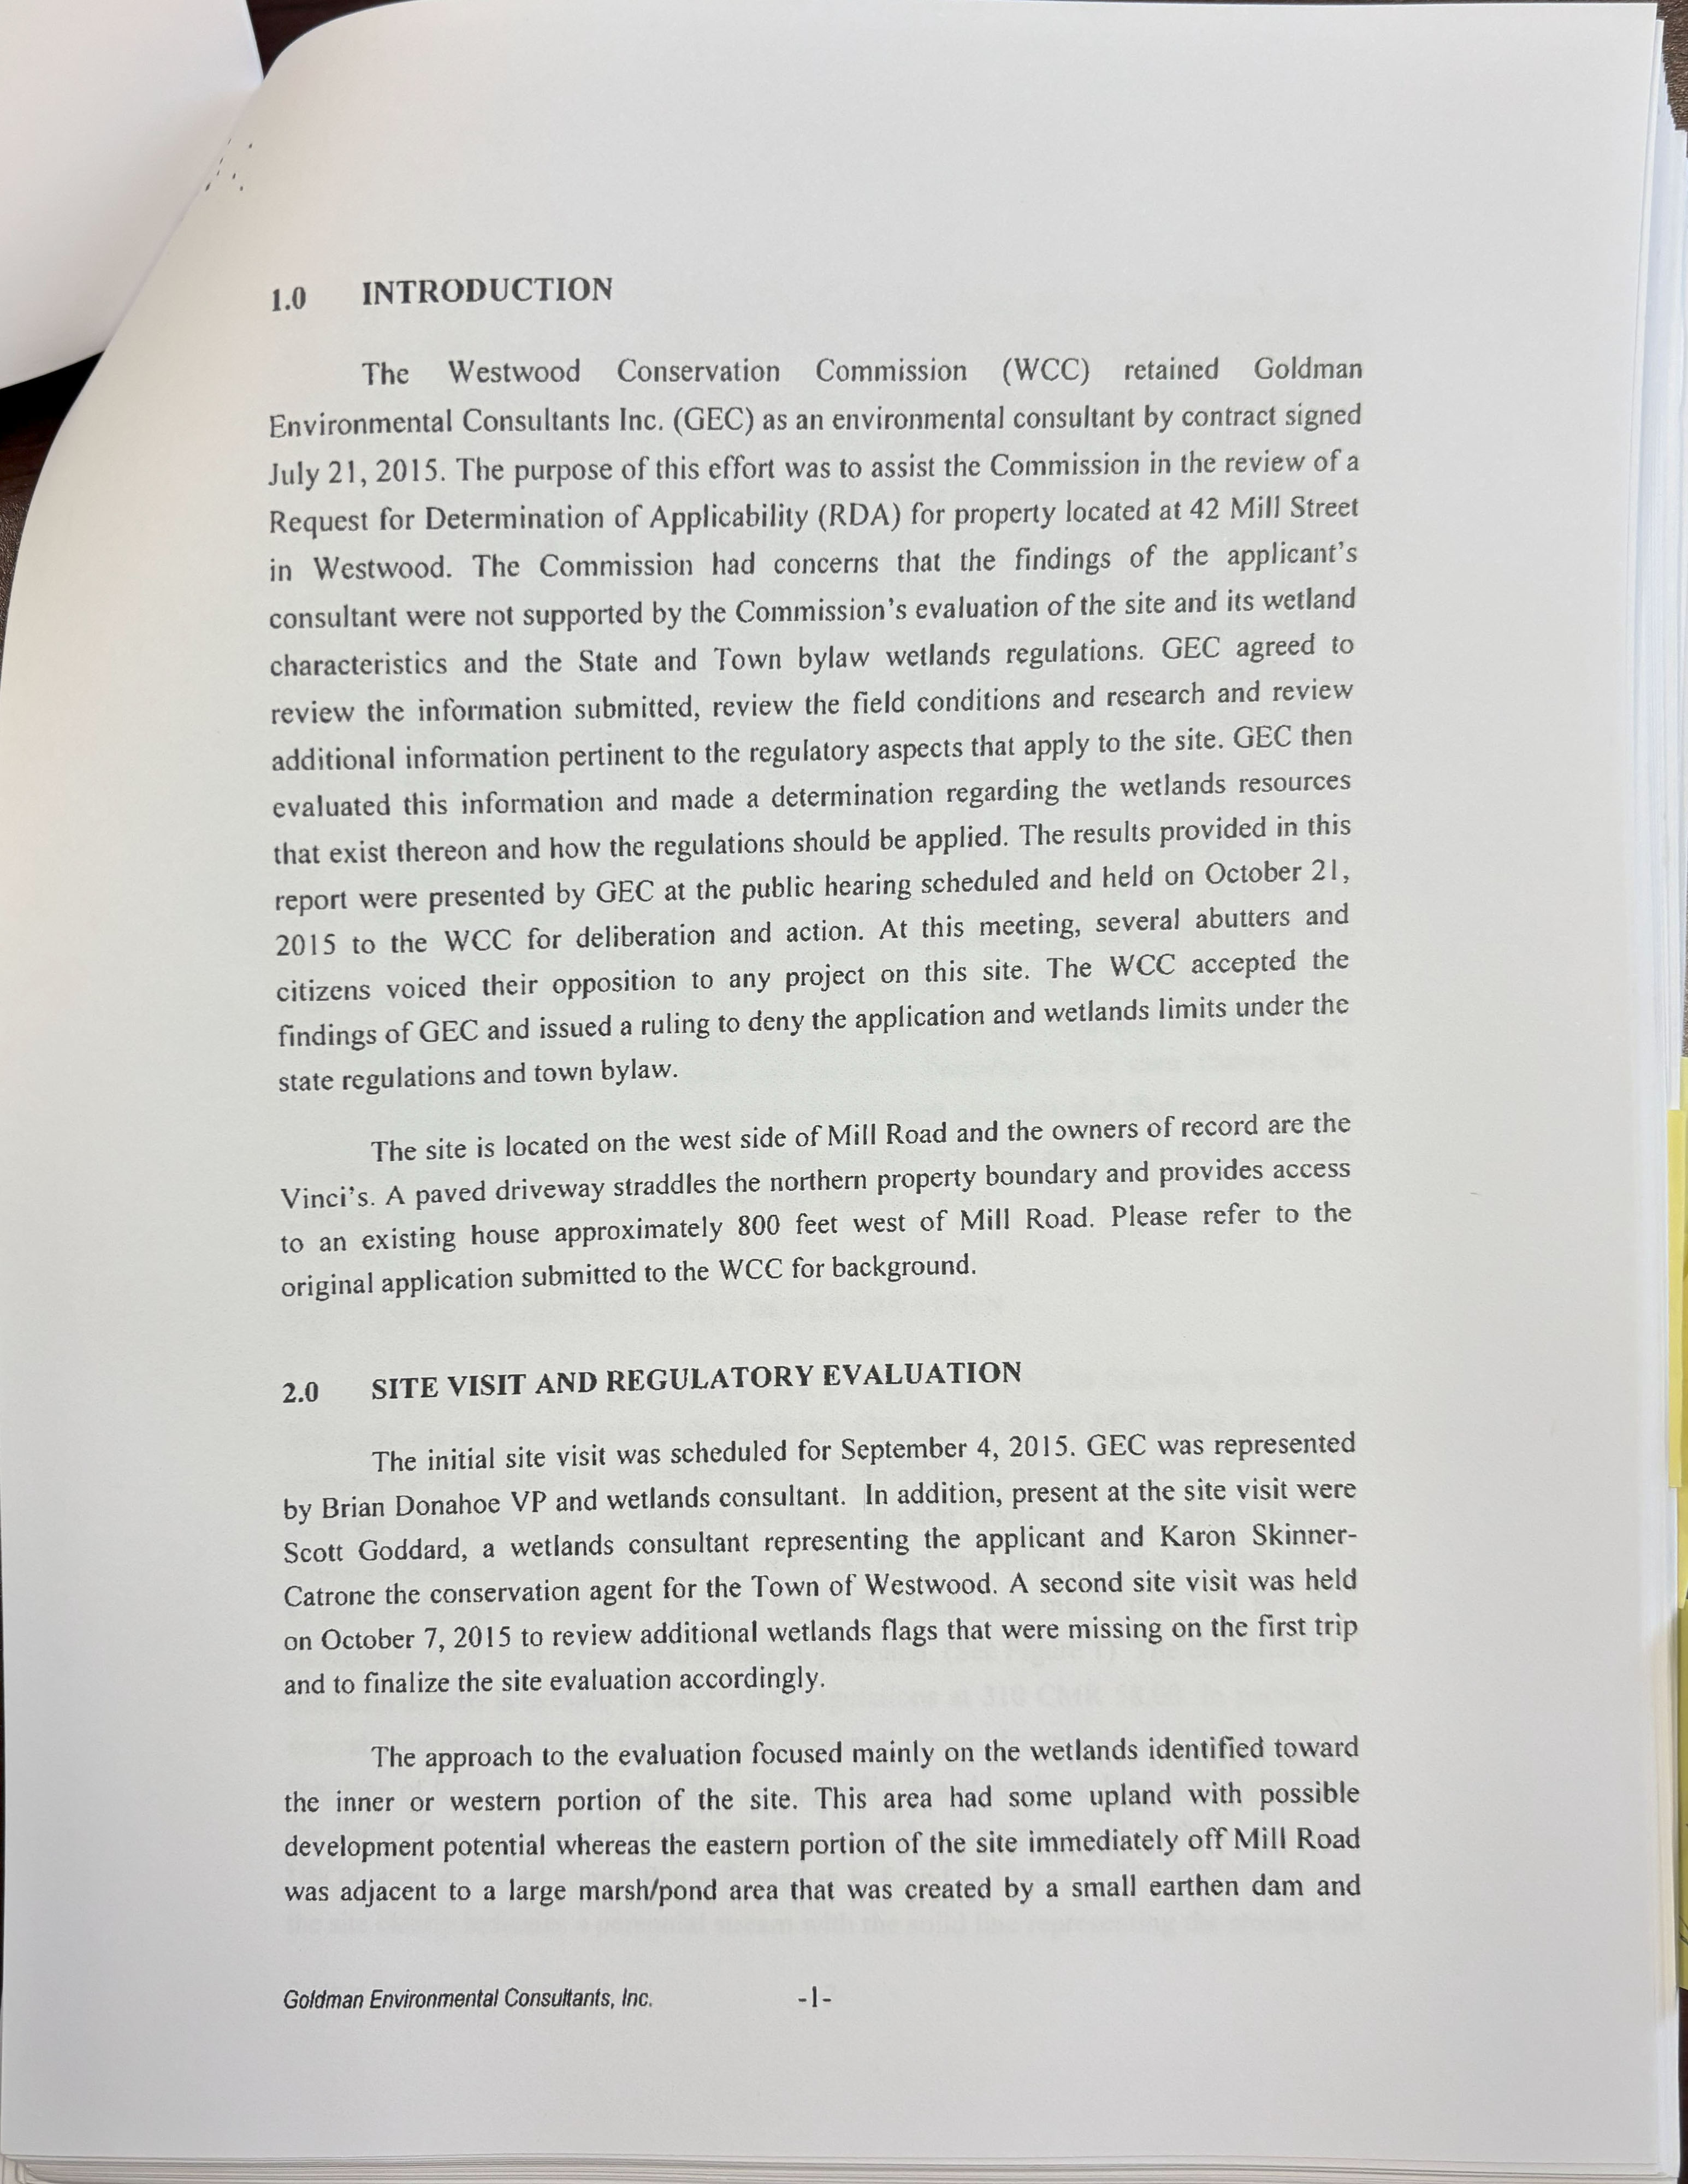 1.0 INTRODUCTION
The Westwood Conservation Commission (WCC) retained Goldman
Environmental Consultants Inc. (GEC) as an environmental consultant by contract signed
July 21, 2015. The purpose of this effort was to assist the Commission in the review of a
Request for Determination of Applicability (RDA) for property located at 42 Mill Street
in Westwood. The Commission had concerns that the findings of the applicant's
consultant were not supported by the Commission's evaluation of the site and its wetland
characteristics and the State and Town bylaw wetlands regulations. GEC agreed to
review the information submitted, review the field conditions and research and review
additional information pertinent to the regulatory aspects that apply to the site. GEC then
evaluated this information and made a determination regarding the wetlands resources
that exist thereon and how the regulations should be applied. The results provided in this
report were presented by GEC at the public hearing scheduled and held on October 21,
2015 to the WCC for deliberation and action. At this meeting, several abutters and
citizens voiced their opposition to any project on this site. The WCC accepted the
findings of GEC and issued a ruling to deny the application and wetlands limits under the
state regulations and town bylaw.
The site is located on the west side of Mill Road and the owners of record are the
Vinci's. A paved driveway straddles the northern property boundary and provides access
to an existing house approximately 800 feet west of Mill Road. Please refer to the
original application submitted to the WCC for background.
2.0 SITE VISIT AND REGULATORY EVALUATION
The initial site visit was scheduled for September 4, 2015. GEC was represented
by Brian Donahoe VP and wetlands consultant. In addition, present at the site visit were
Scott Goddard, a wetlands consultant representing the applicant and Karon Skinner-
Catrone the conservation agent for the Town of Westwood. A second site visit was held
on October 7, 2015 to review additional wetlands flags that were missing on the first trip
and to finalize the site evaluation accordingly.
The approach to the evaluation focused mainly on the wetlands identified toward
the inner or western portion of the site. This area had some upland with possible
development potential whereas the eastern portion of the site immediately off Mill Road
was adjacent to a large marsh/pond area that was created by a small earthen dam and
Goldman Environmental Consultants, Inc. -1-